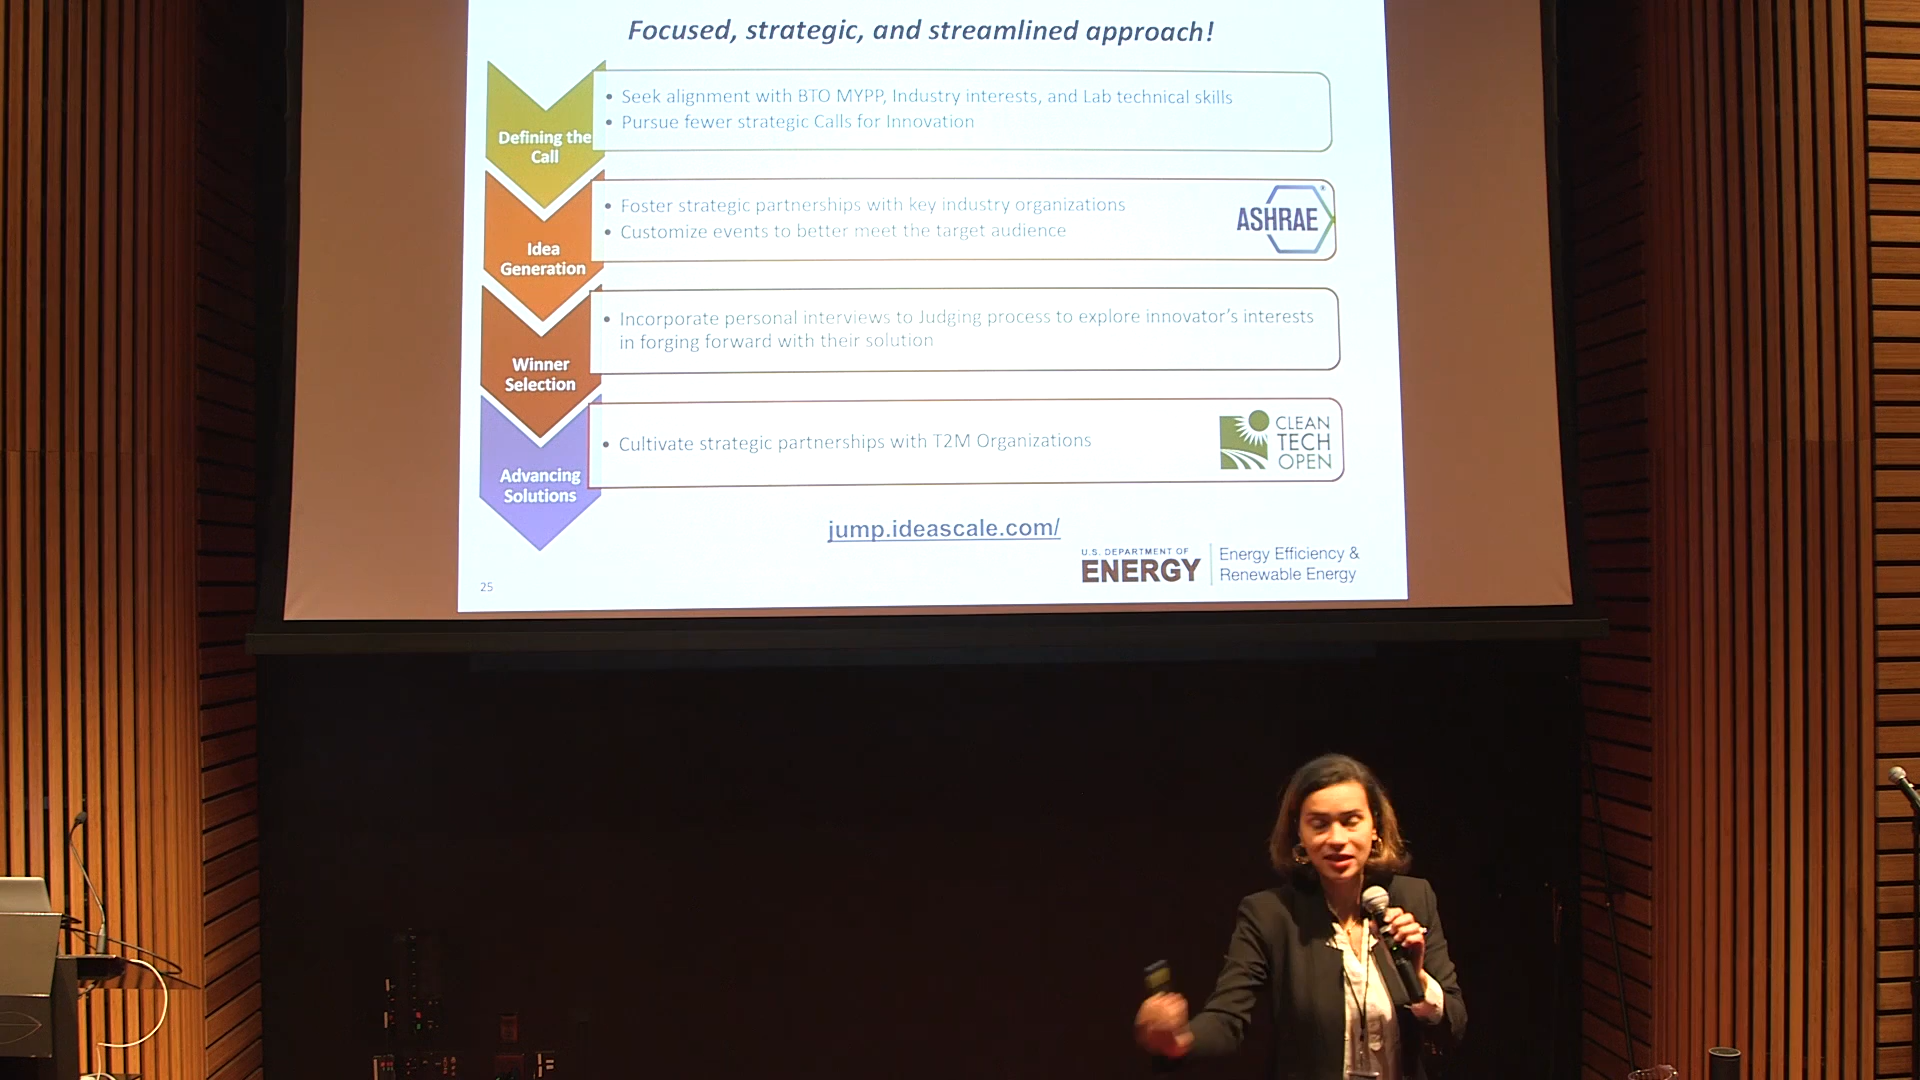 Focused, strategic, and streamlined approach!
Defining the
Call
• Seek alignment with BTO MYPP, Industry interests, and Lab technical skills
• Pursue fewer strategic Calls for Innovation
Idea
Generation
• Foster strategic partnerships with key industry organizations
• Customize events to better meet the target audience
ASHRAE®
Winner
Selection
• Incorporate personal interviews to Judging process to explore innovator's interests
in forging forward with their solution
Advancing
Solutions
• Cultivate strategic partnerships with T2M Organizations
CLEAN
TECH
OPEN
jump.ideascale.com/
U.S. DEPARTMENT OF
ENERGY
Energy Efficiency &
Renewable Energy
25